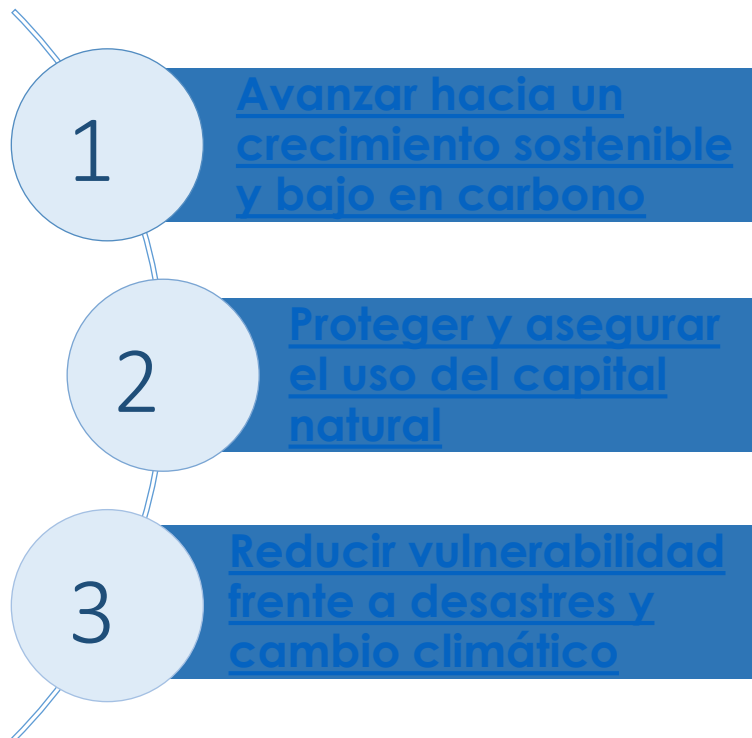 1
Avanzar hacia un
crecimiento sostenible
y bajo en carbono
2
Proteger y asegurar
el uso del capital
natural
3
Reducir vulnerabilidad
frente a desastres y
cambio climático